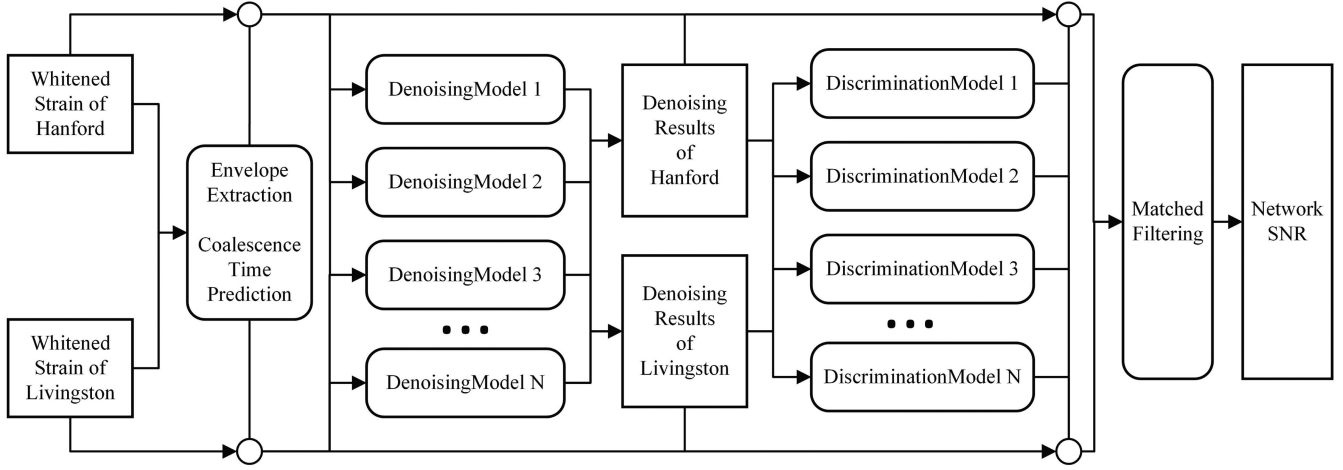 Whitened
Strain of
Hanford
Whitened
Strain of
Livingston
Envelope
Extraction
Coalescence
Time
Prediction
DenoisingModel 1
DenoisingModel 2
DenoisingModel 3
...
DenoisingModel N
Denoising
Results
of
Hanford
Denoising
Results
of
Livingston
DiscriminationModel 1
DiscriminationModel 2
DiscriminationModel 3
...
DiscriminationModel N
Matched
Filtering
Network
SNR